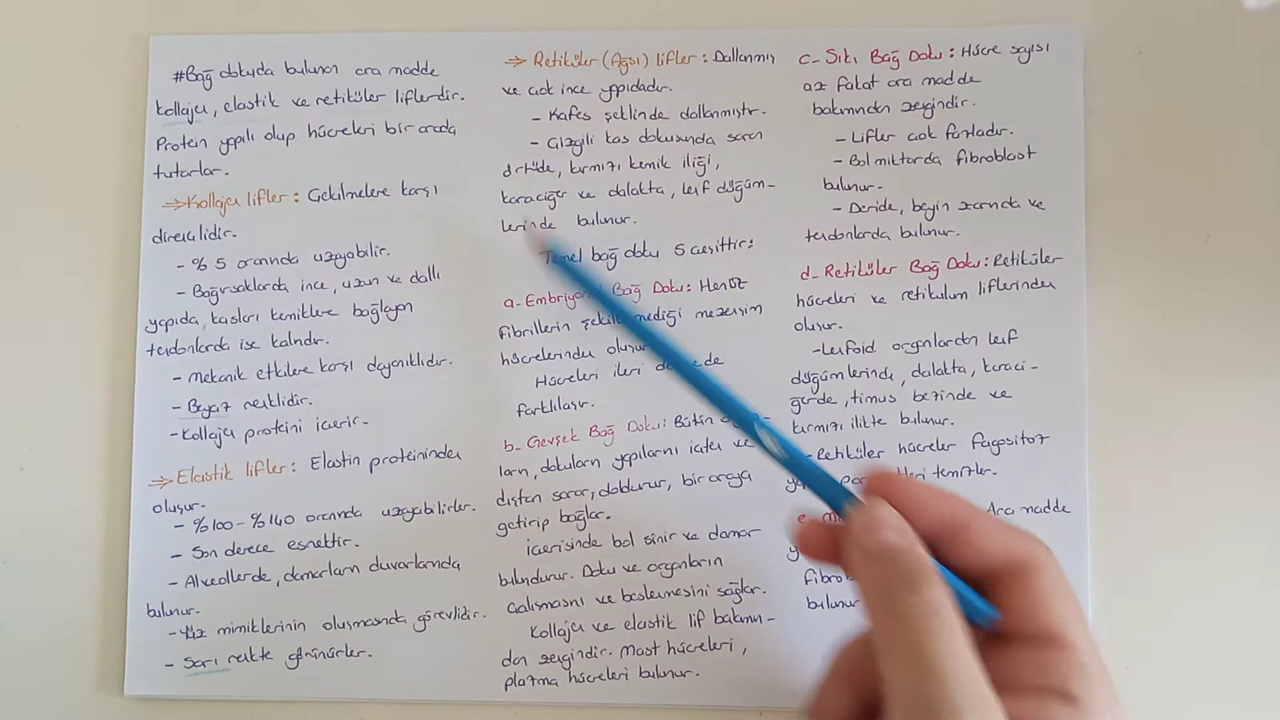 #Bağ dokuda bulunan ara madde
kollajen, elastik ve retiküler liflerdir.
Protein yapılı olup hücreleri bir arada
tutarlar.
⇒Kollajen lifler: Çekilmelere karşı
dirençlidir.
- %5 oranında uzayabilir.
- Bağırsaklarda ince, uzun ve dallı
yapıda, kasları kemiklere bağlayan
tendonlarda ise kalındır.
- Mekanik etkilere karşı dayanıklıdır.
- Beyaz renklidir.
- Kollajen proteini içerir.
⇒Elastik lifler: Elastin proteininden
oluşur.
- %100-%140 oranında uzayabilirler.
- Son derece esnektir.
- Alveollerde, damarların duvarlarında
bulunur.
- Yüz mimiklerinin oluşmasında görevlidir.
- Sarı renkte görünürler.
⇒ Retiküler (Ağsı) lifler: Dallanmış
ve çok ince yapıdadır.
- Kafes şeklinde dallanmıştır.
- Çizgili kas dokusunda saran
örtüde, kırmızı kemik iliği,
karaciğer ve dalakta, lenf düğüm-
lerinde bulunur.
Temel bağ doku 5 çeşittir:
a- Embriyonal Bağ Doku: Henüz
fibrillerin mezenşim
hücrelerinden
Hücreleri ileri
farklılaşır.
b- Gevşek Bağ Doku: Bütün
ların, dokuların yapılarını içten ve
dıştan sarar, doldurur, bir araya
getirip bağlar.
İçerisinde bol sinir ve damar
bulundurur. Doku ve organların
çalışmasını ve beslenmesini sağlar.
Kollajen ve elastik lif bakımın-
dan zengindir. Mast hücreleri,
plazma hücreleri bulunur.
c- Sıkı Bağ Doku: Hücre sayısı
az fakat ara madde
bakımından zengindir.
- Lifler çok fazladır.
- Bol miktarda fibroblast
bulunur.
- Deride, beyin zarında ve
tendonlarda bulunur.
d- Retiküler Bağ Doku: Retiküler
hücreleri ve retikulum liflerinden
oluşur.
- Lenfoid organlardan lenf
düğümlerinde, dalakta, karaci-
ğerde, timus bezinde ve
kırmızı ilikte bulunur.
- Retiküler hücreler fagositoz
temizler.
Ara madde
bulunur